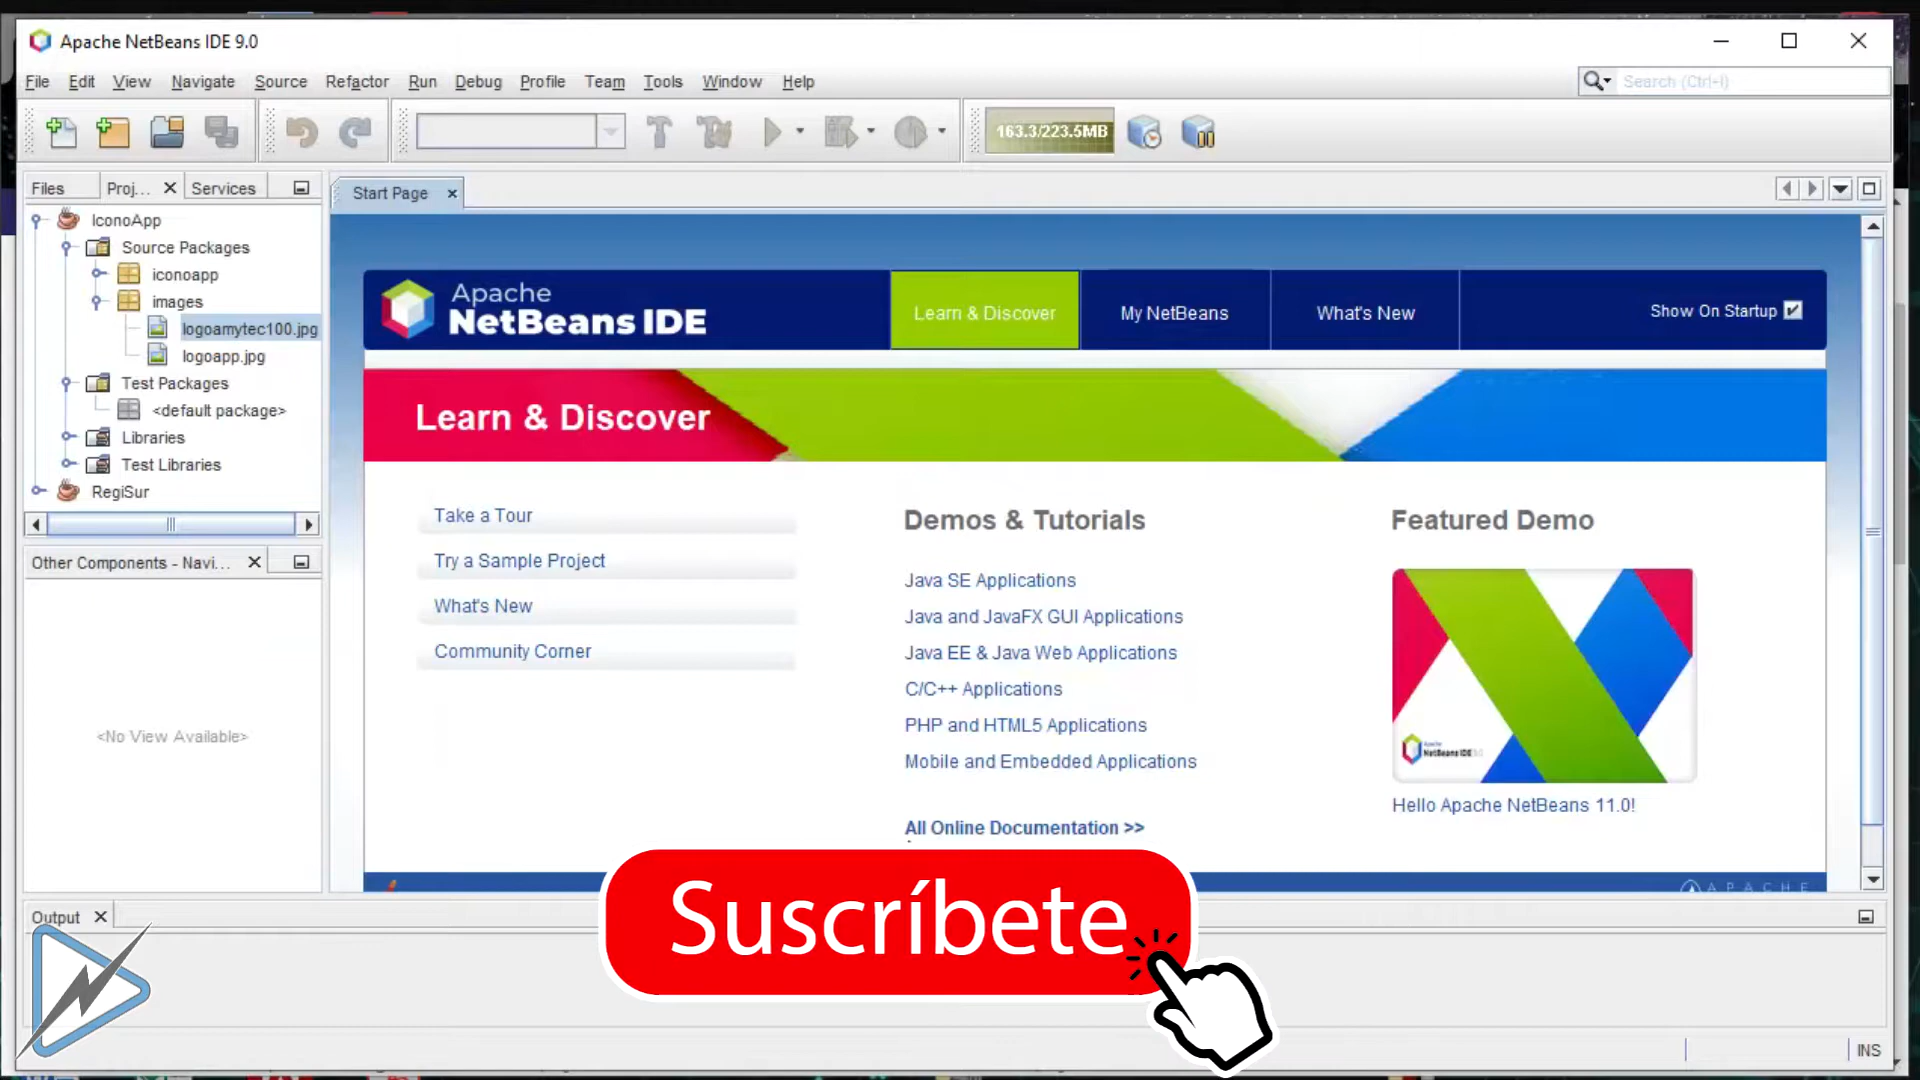 Apache NetBeans IDE 9.0
File Edit View Navigate Source Refactor Run Debug Profile Team Tools Window Help
Search (Ctrl+I)
163.3/223.5MB
Files Proj... Services
Start Page
IconoApp
Source Packages
iconoapp
images
logoamytec100.jpg
logoapp.jpg
Test Packages
<default package>
Libraries
Test Libraries
RegiSur
Other Components - Navi...
<No View Available>
Apache
NetBeans IDE
Learn & Discover
My NetBeans
What's New
Show On Startup
Learn & Discover
Take a Tour
Try a Sample Project
What's New
Community Corner
Demos & Tutorials
Java SE Applications
Java and JavaFX GUI Applications
Java EE & Java Web Applications
C/C++ Applications
PHP and HTML5 Applications
Mobile and Embedded Applications
All Online Documentation >>
Featured Demo
Apache
NetBeans IDE
Hello Apache NetBeans 11.0!
APACHE
Suscríbete
Output
INS